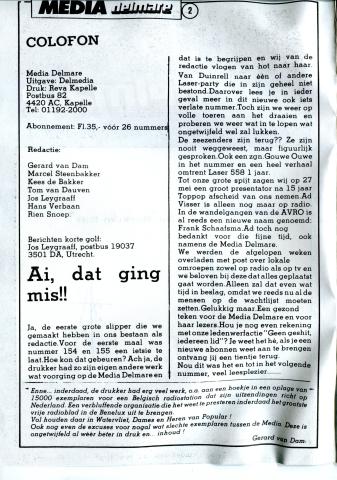 MEDIA delmare 2
COLOFON
Media Delmare
Uitgave: Delmedia
Druk: Reva Kapelle
Postbus 82
4420 AC, Kapelle
Tel: 01192-2000
Abonnement: Fl.35,- vóór 26 nummers
Redactie:
Gerard van Dam
Marcel Steenbakker
Kees de Bakker
Tom van Dauven
Jos Leygraaff
Hans Verbaan
Rien Snoep.
Berichten korte golf:
Jos Leygraaff, postbus 19037
3501 DA, Utrecht.
Ai, dat ging
mis!!
Ja, de eerste grote slipper die we
gemaakt hebben in ons bestaan als
redactie.Voor de eerste maal was
nummer 154 en 155 een ietsie te
laat.Hoe kon dat gebeuren? Ach ja, de
drukker had zo zijn eigen andere werk
wat voorging op de Media Delmare en
dat is te begrijpen en wij van de
redactie vlogen van hot naar haar.
Van Duinrell naar één of andere
Laser-party die in zijn geheel niet
bestond.Daarover lees je in ieder
geval meer in dit nieuwe ook iets
verlate nummer.Toch zijn we weer op
volle toeren aan het draaien en
proberen we weer wat in te lopen wat
ongetwijfeld wel zal lukken.
De zeezenders zijn terug?? Ze zijn
nooit weggeweest, maar figuurlijk
gesproken.Ook een zgn.Gouwe Ouwe
in het nummer en een heel verhaal
omtrent Laser 558 1 jaar.
Tot onze grote spijt zagen wij op 27
mei een groot presentator na 15 jaar
Toppop afscheid van ons nemen.Ad
Visser is alleen nog maar op radio.
In de wandelgangen van de AVRO is
al reeds een nieuwe naam genoemd:
Frank Schaafsma.Ad toch nog
bedankt voor die fijne tijd, ook
namens de Media Delmare.
We werden de afgelopen weken
overladen met post over lokale
omroepen zowel op radio als op tv en
we beloven bij deze dat alles geplaatst
gaat worden.Alleen zal dat even wat
tijd in beslag, omdat we reeds nu al de
mensen op de wachtlijst moeten
zetten.Gelukkig maar.Een gezond
teken voor de Media Delmare en voor
haar lezers.Hou je nog even rekening
met onze ledenwerfactie "Een geshit,
iedereen lid"? Je weet het hè, als je een
nieuwe abonnee weet aan te brengen
ontvang jij een tientje terug.
Nou dit was het en tot in het volgende
nummer, veel leesplezier.....
Enne... inderdaad, de drukker had erg veel werk, o.a. aan een boekje in een oplage van
15000 exemplaren voor een Belgisch radiostation dat zijn uitzendingen richt op
Nederland. Een verbluffende organisatie die het weet te presteren inderdaad het grootste
vrije radioblad in de Benelux uit te brengen.
Vol houden daar in Watervliet, Dames en Heren van Popular !
Ook nog even de excuses voor nogal wat slechte exemplaren tussen de Media. Deze is
ongetwijfeld al wéér beter in druk en... inhoud !
Gerard van Dam